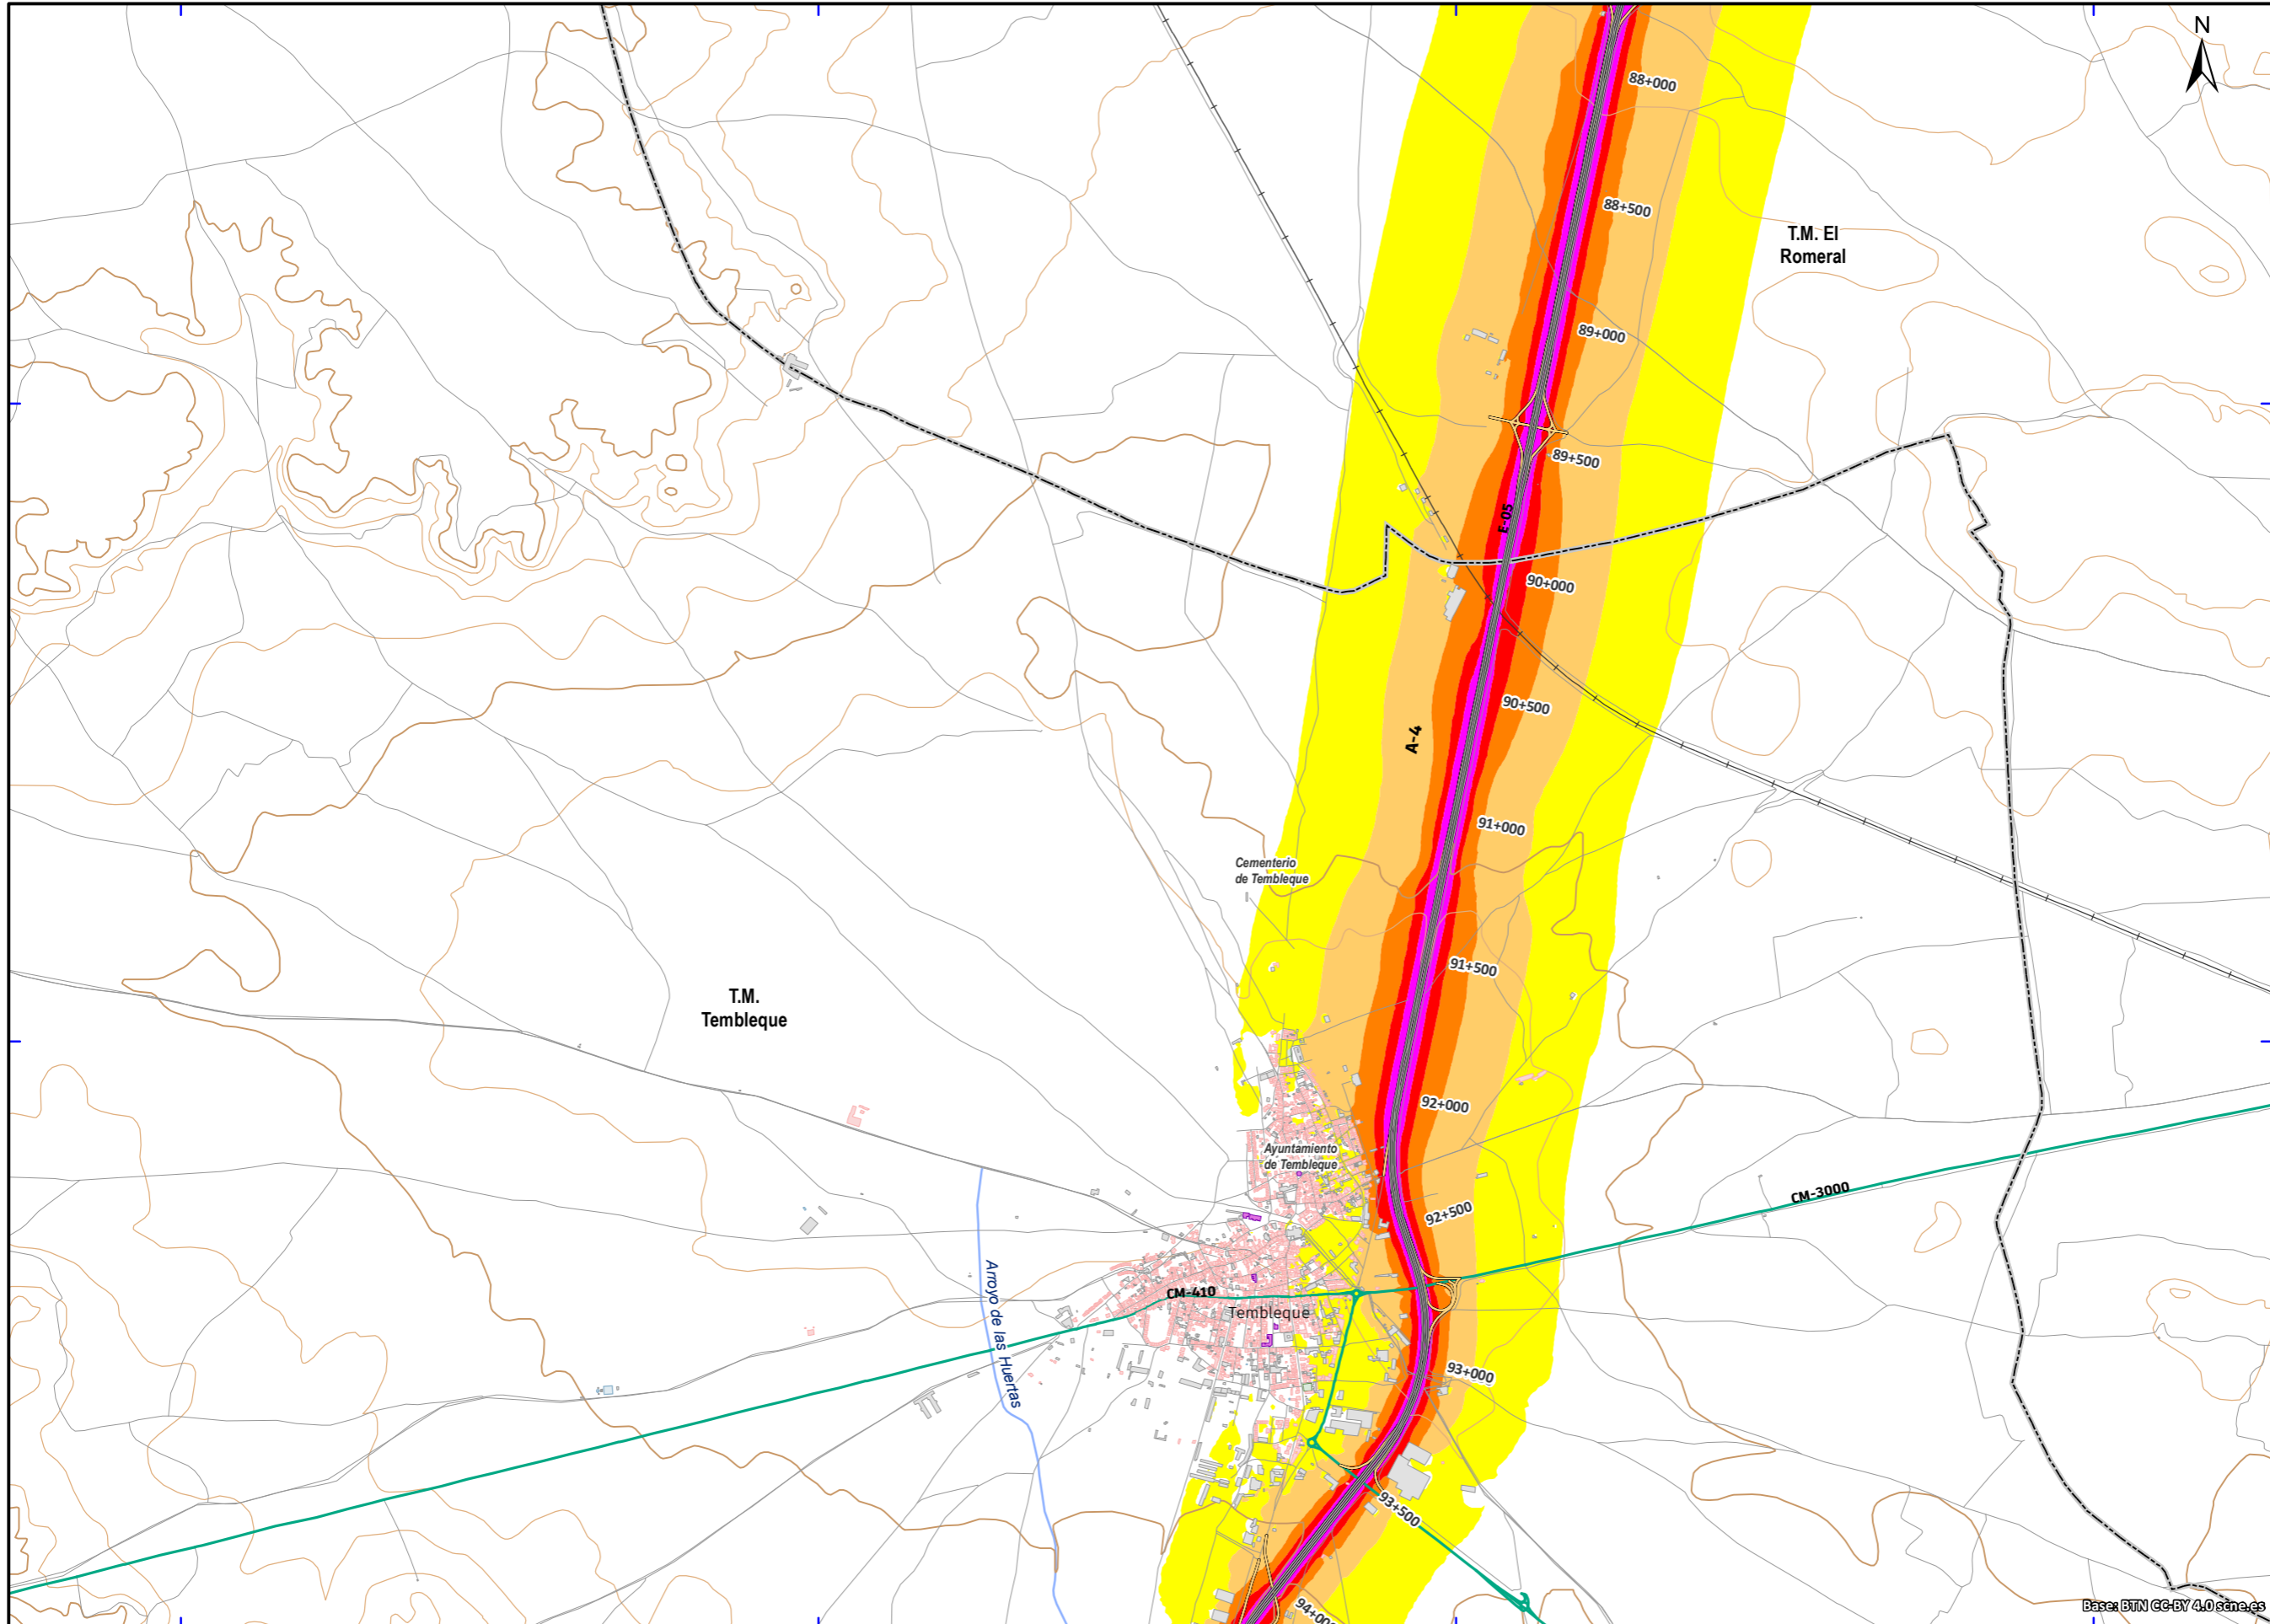 N
88+000
88+500
T.M. El
Romeral
89+000
89+500
E-05
90+000
90+500
A-4
91+000
Cementerio
de Tembleque
91+500
T.M.
Tembleque
92+000
Ayuntamiento
de Tembleque
CM-3000
92+500
Arroyo de las Huertas
CM-410
Tembleque
93+000
93+500
94+000
Base: BTN CC-BY 4.0 scne.es